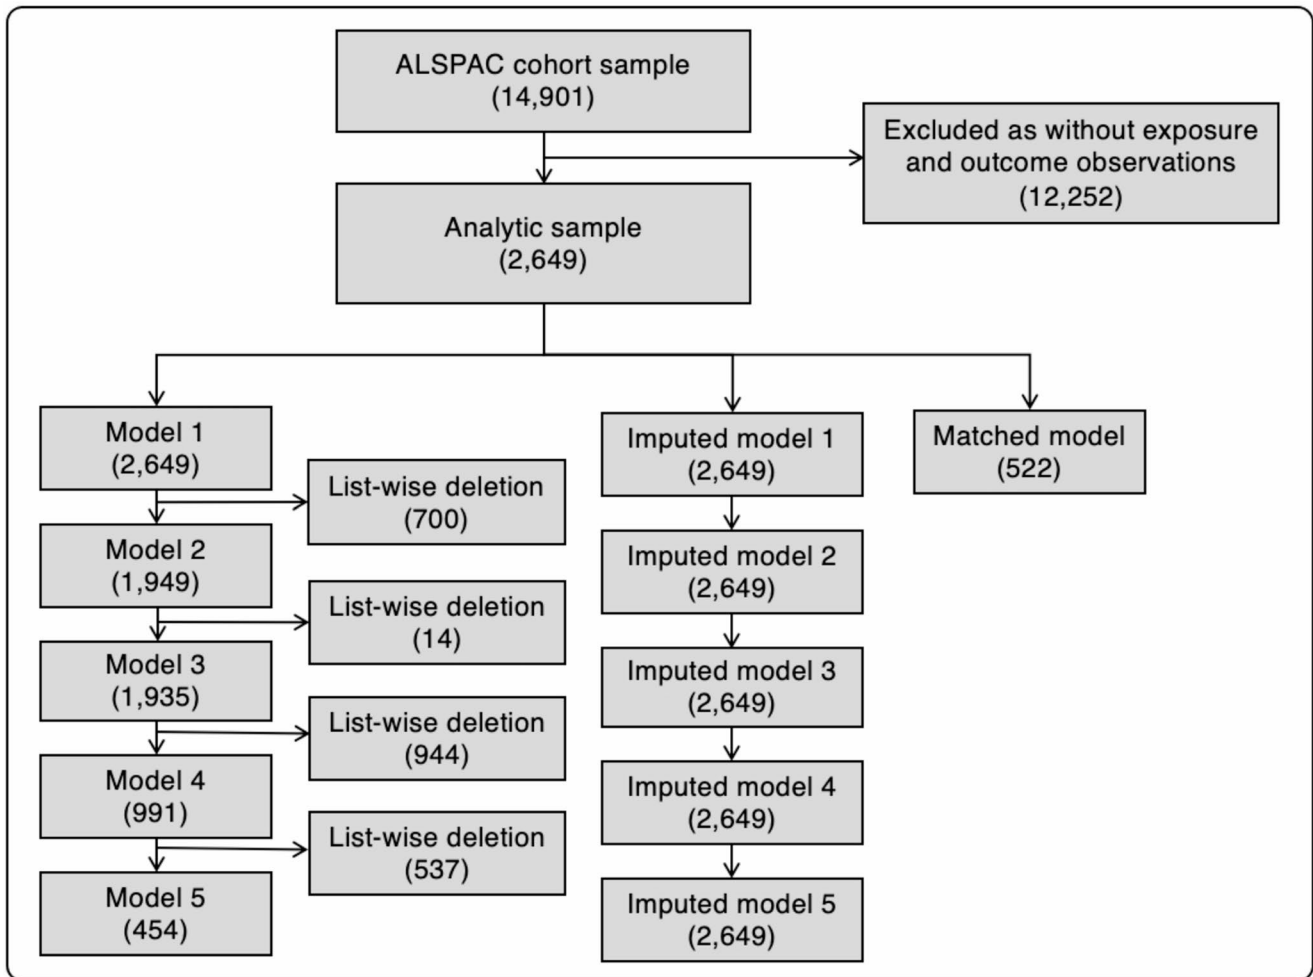 ALSPAC cohort sample
(14,901)
Excluded as without exposure
and outcome observations
(12,252)
Analytic sample
(2,649)
Model 1
(2,649)
List-wise deletion
(700)
Model 2
(1,949)
List-wise deletion
(14)
Model 3
(1,935)
List-wise deletion
(944)
Model 4
(991)
List-wise deletion
(537)
Model 5
(454)
Imputed model 1
(2,649)
Imputed model 2
(2,649)
Imputed model 3
(2,649)
Imputed model 4
(2,649)
Imputed model 5
(2,649)
Matched model
(522)